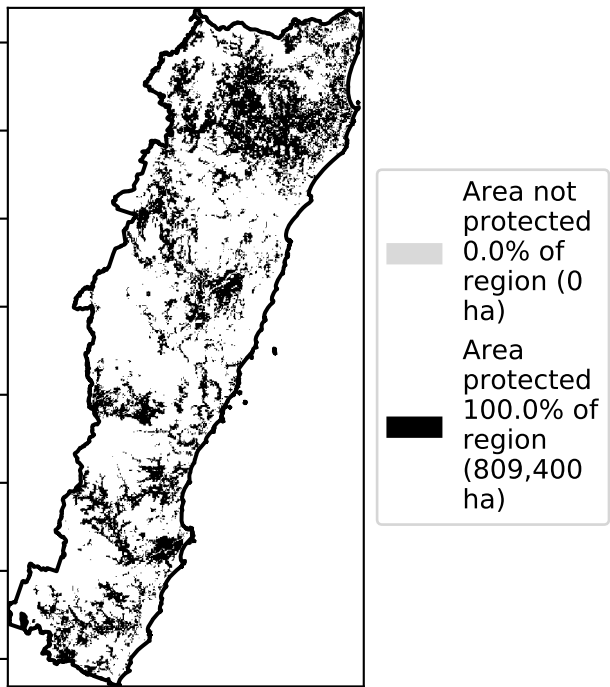 Area not
protected
0.0% of
region (0
ha)
Area
protected
100.0% of
region
(809,400
ha)